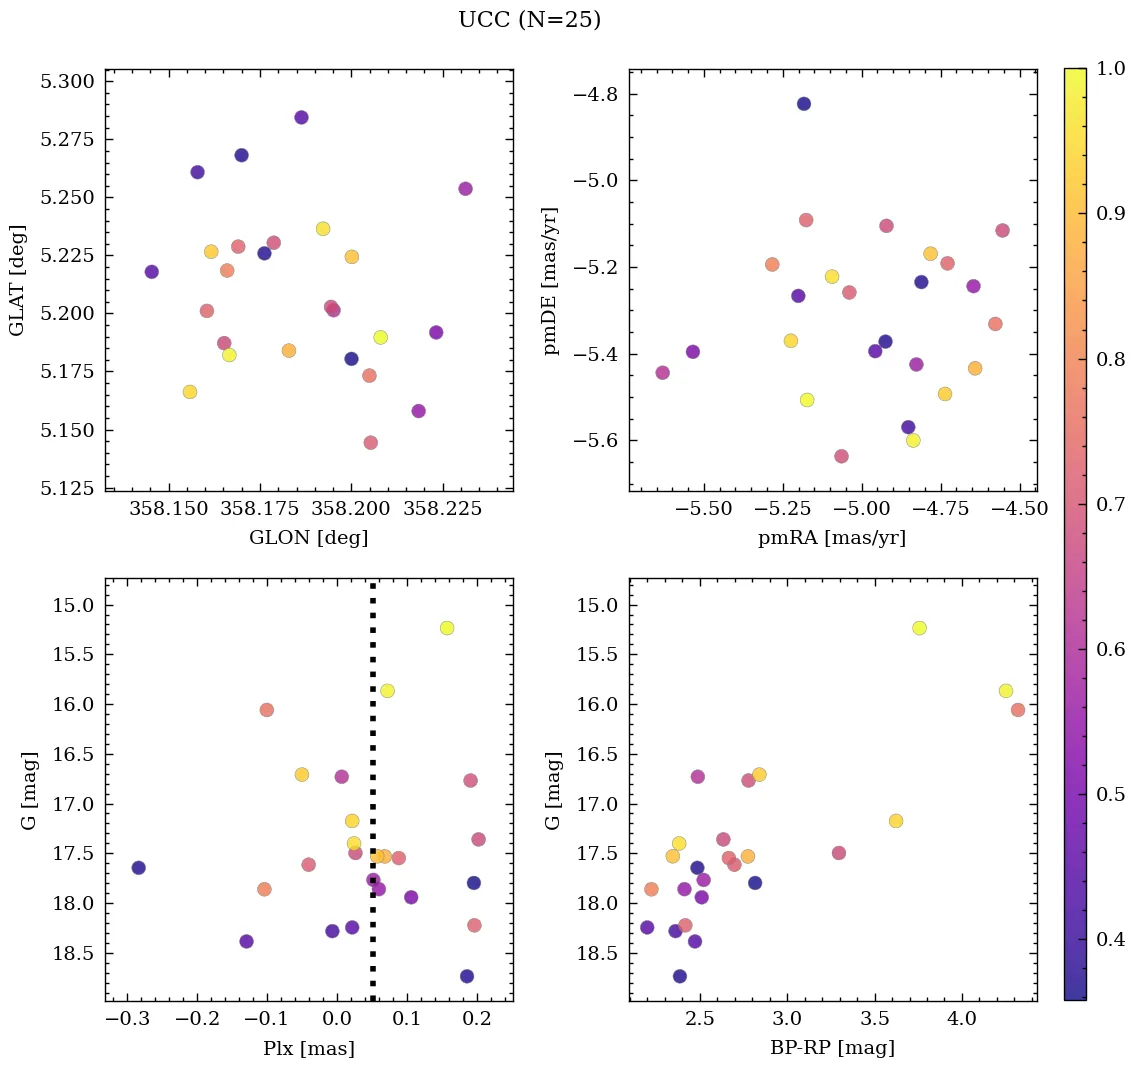 UCC (N=25)
5.300
5.275
5.250
5.225
5.200
5.175
5.150
5.125
GLAT [deg]
358.150 358.175 358.200 358.225
GLON [deg]
−4.8
−5.0
−5.2
−5.4
−5.6
pmDE [mas/yr]
−5.50 −5.25 −5.00 −4.75 −4.50
pmRA [mas/yr]
15.0
15.5
16.0
16.5
17.0
17.5
18.0
18.5
G [mag]
−0.3 −0.2 −0.1 0.0 0.1 0.2
Plx [mas]
15.0
15.5
16.0
16.5
17.0
17.5
18.0
18.5
G [mag]
2.5 3.0 3.5 4.0
BP-RP [mag]
1.0
0.9
0.8
0.7
0.6
0.5
0.4